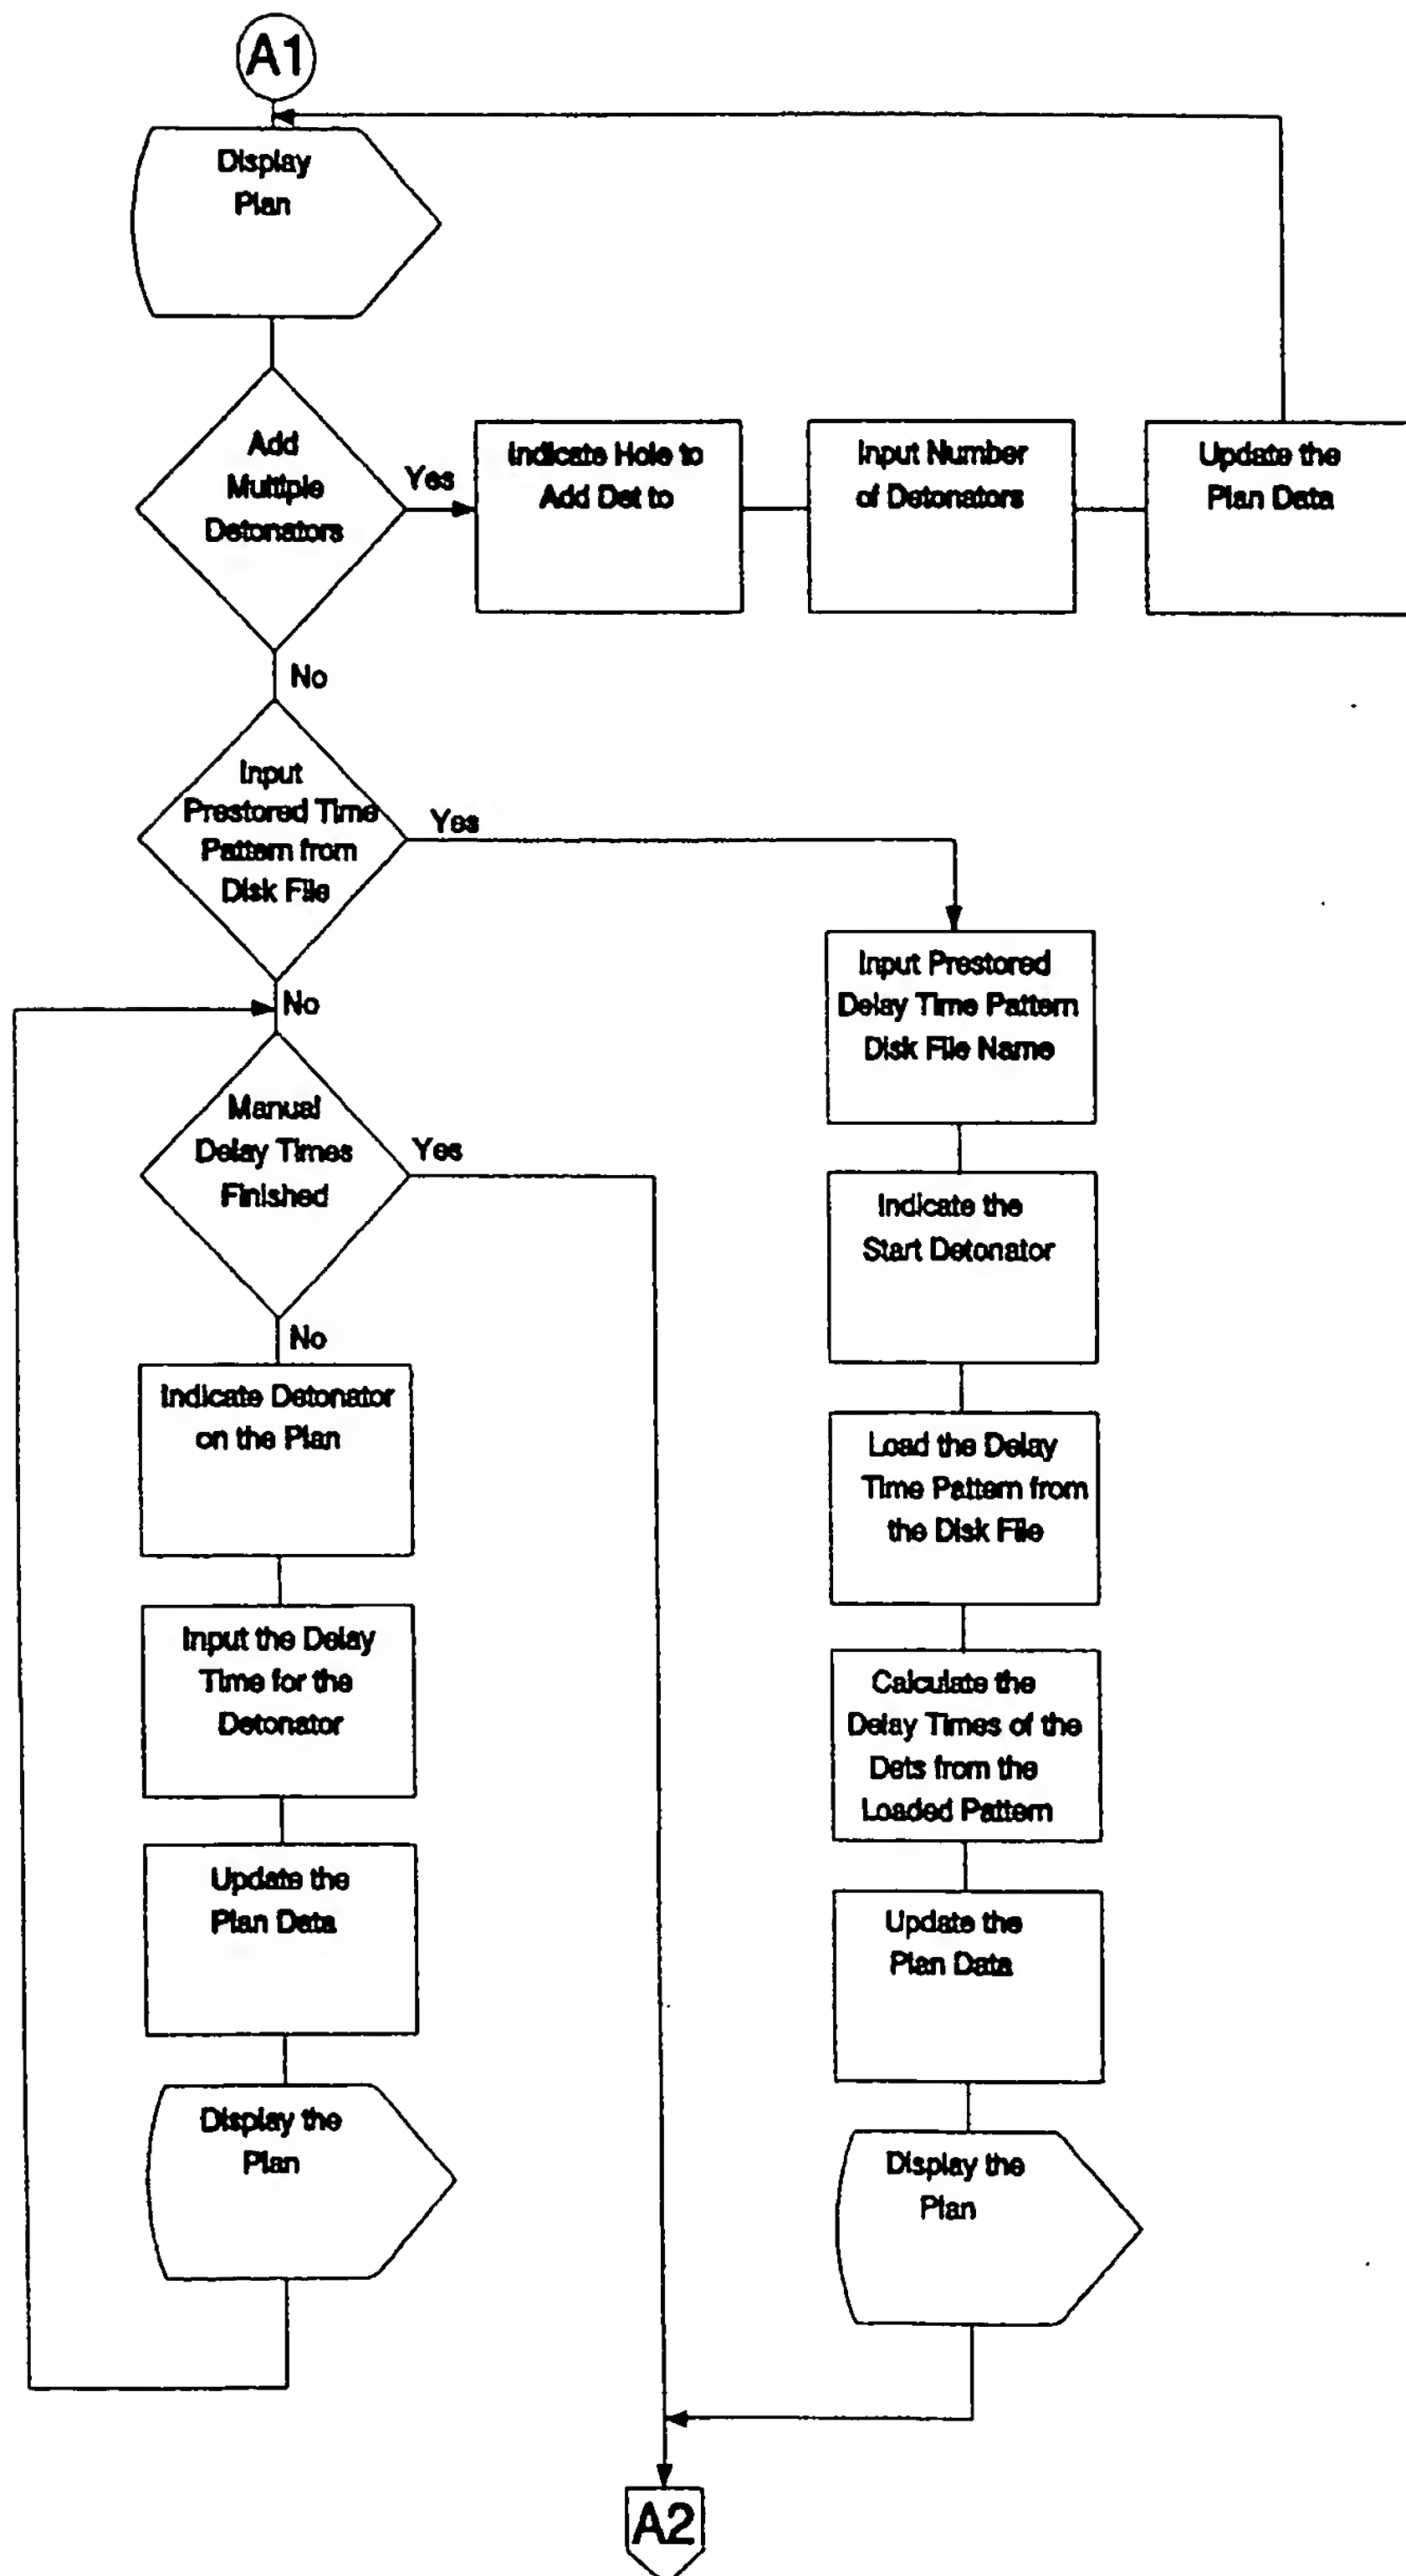 A1
Display
Plan
Add
Multiple
Detonators
Yes
Indicate Hole to
Add Det to
Input Number
of Detonators
Update the
Plan Data
No
Input
Prestored Time
Pattern from
Disk File
Yes
No
Manual
Delay Times
Finished
Yes
No
Indicate Detonator
on the Plan
Input the Delay
Time for the
Detonator
Update the
Plan Data
Display the
Plan
Input Prestored
Delay Time Pattern
Disk File Name
Indicate the
Start Detonator
Load the Delay
Time Pattern from
the Disk File
Calculate the
Delay Times of the
Dets from the
Loaded Pattern
Update the
Plan Data
Display the
Plan
A2